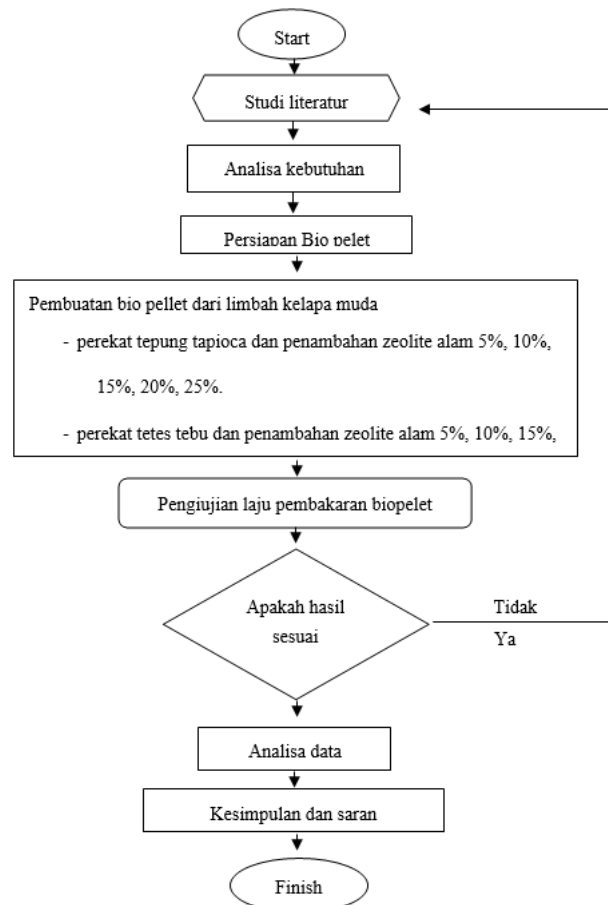 Start
Studi literatur
Analisa kebutuhan
Persiapan Bio pelet
Pembuatan bio pellet dari limbah kelapa muda
- perekat tepung tapioca dan penambahan zeolite alam 5%, 10%,
15%, 20%, 25%.
- perekat tetes tebu dan penambahan zeolite alam 5%, 10%, 15%,
Pengiujian laju pembakaran biopelet
Apakah hasil
sesuai
Tidak
Ya
Analisa data
Kesimpulan dan saran
Finish